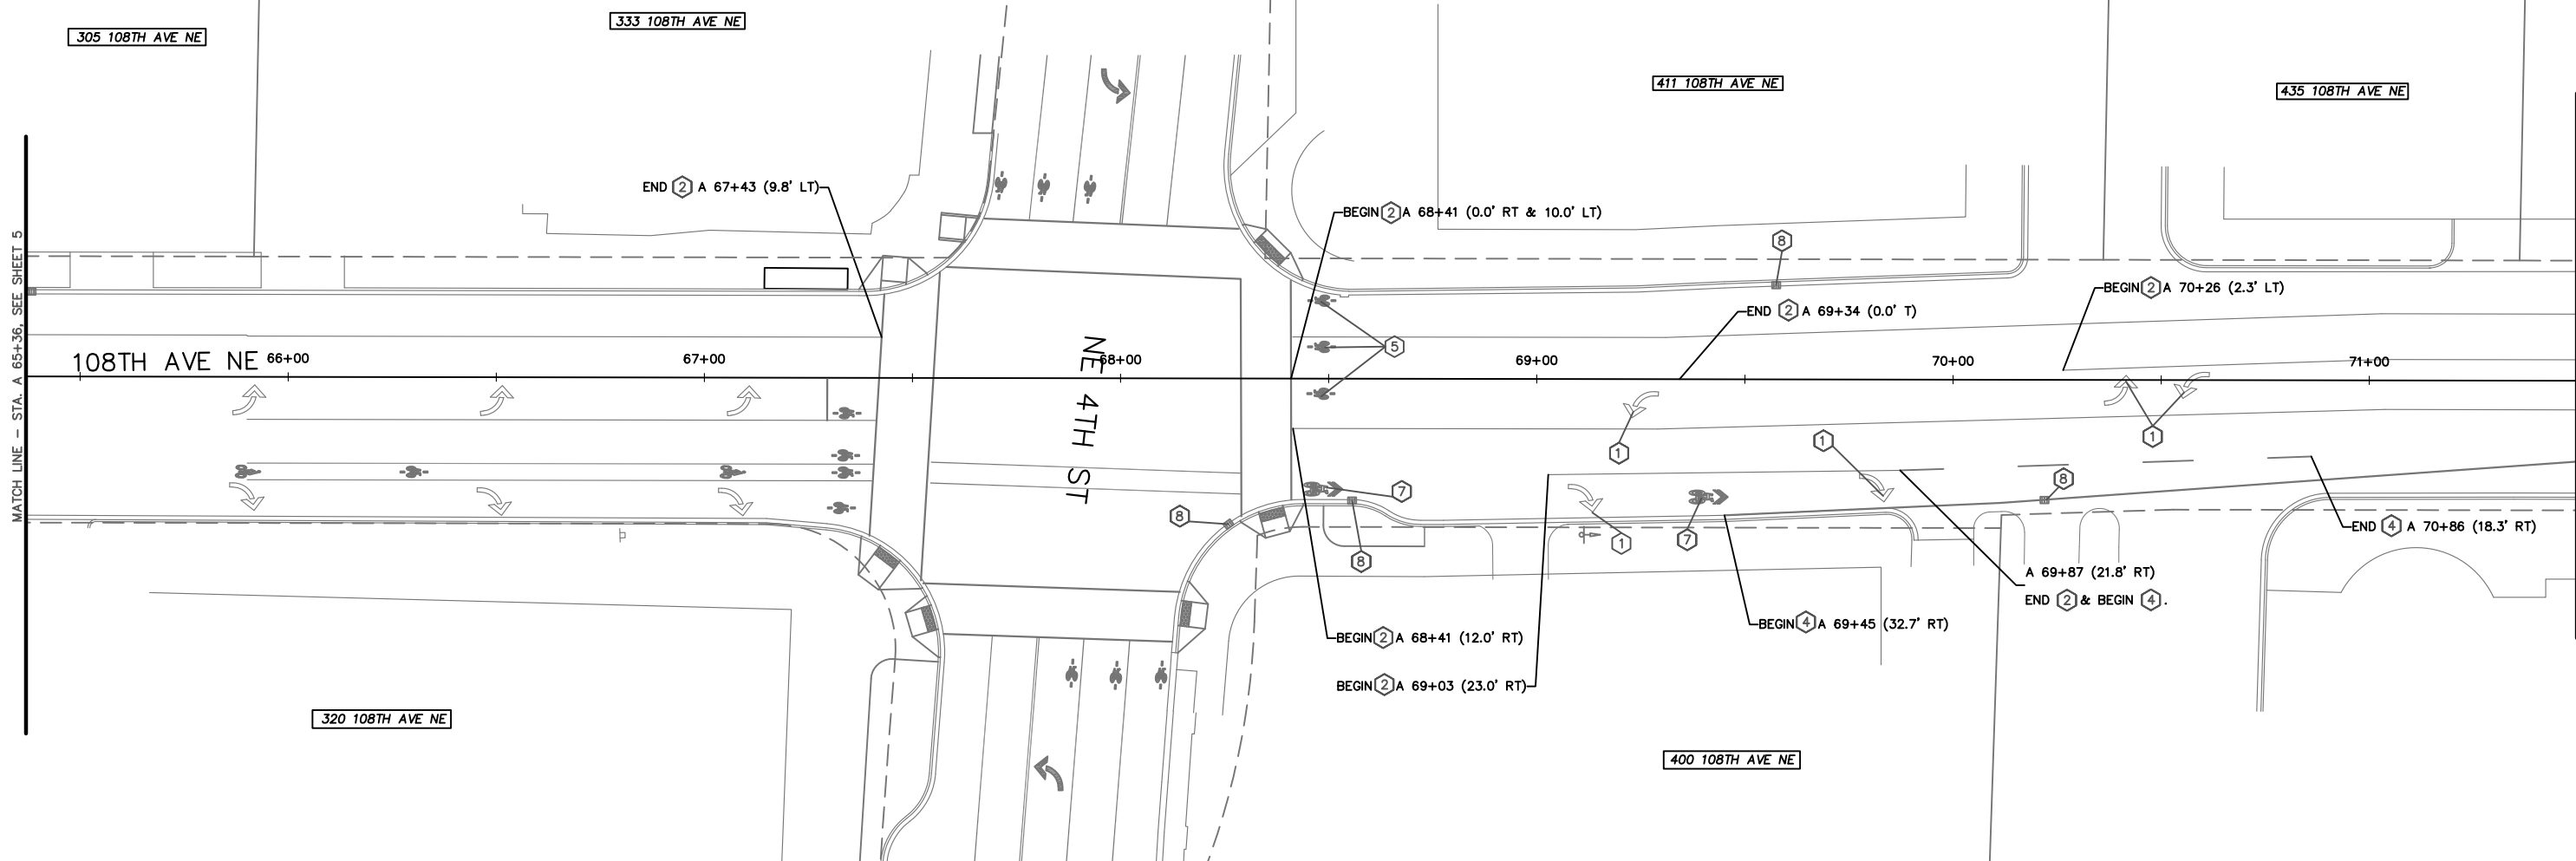 305 108TH AVE NE
333 108TH AVE NE
411 108TH AVE NE
435 108TH AVE NE
END 2 A 67+43 (9.8' LT)
BEGIN 2 A 68+41 (0.0' RT & 10.0' LT)
8
BEGIN 2 A 70+26 (2.3' LT)
END 2 A 69+34 (0.0' T)
MATCH LINE - STA. A 65+36, SEE SHEET 5
108TH AVE NE
66+00
67+00
68+00
69+00
70+00
71+00
NE 4TH ST
5
1
1
1
7
8
8
8
1
7
END 4 A 70+86 (18.3' RT)
A 69+87 (21.8' RT)
END 2 & BEGIN 4.
BEGIN 4 A 69+45 (32.7' RT)
BEGIN 2 A 68+41 (12.0' RT)
BEGIN 2 A 69+03 (23.0' RT)
320 108TH AVE NE
400 108TH AVE NE